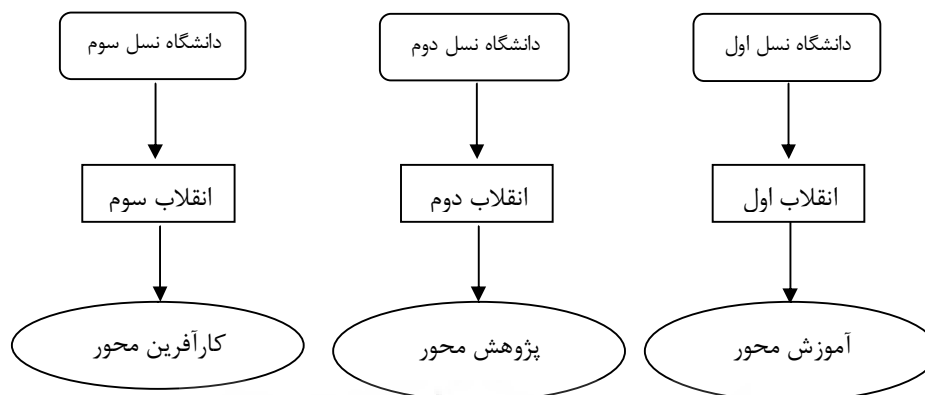 دانشگاه نسل اول
دانشگاه نسل دوم
دانشگاه نسل سوم
انقلاب اول
انقلاب دوم
انقلاب سوم
آموزش محور
پژوهش محور
کارآفرین محور